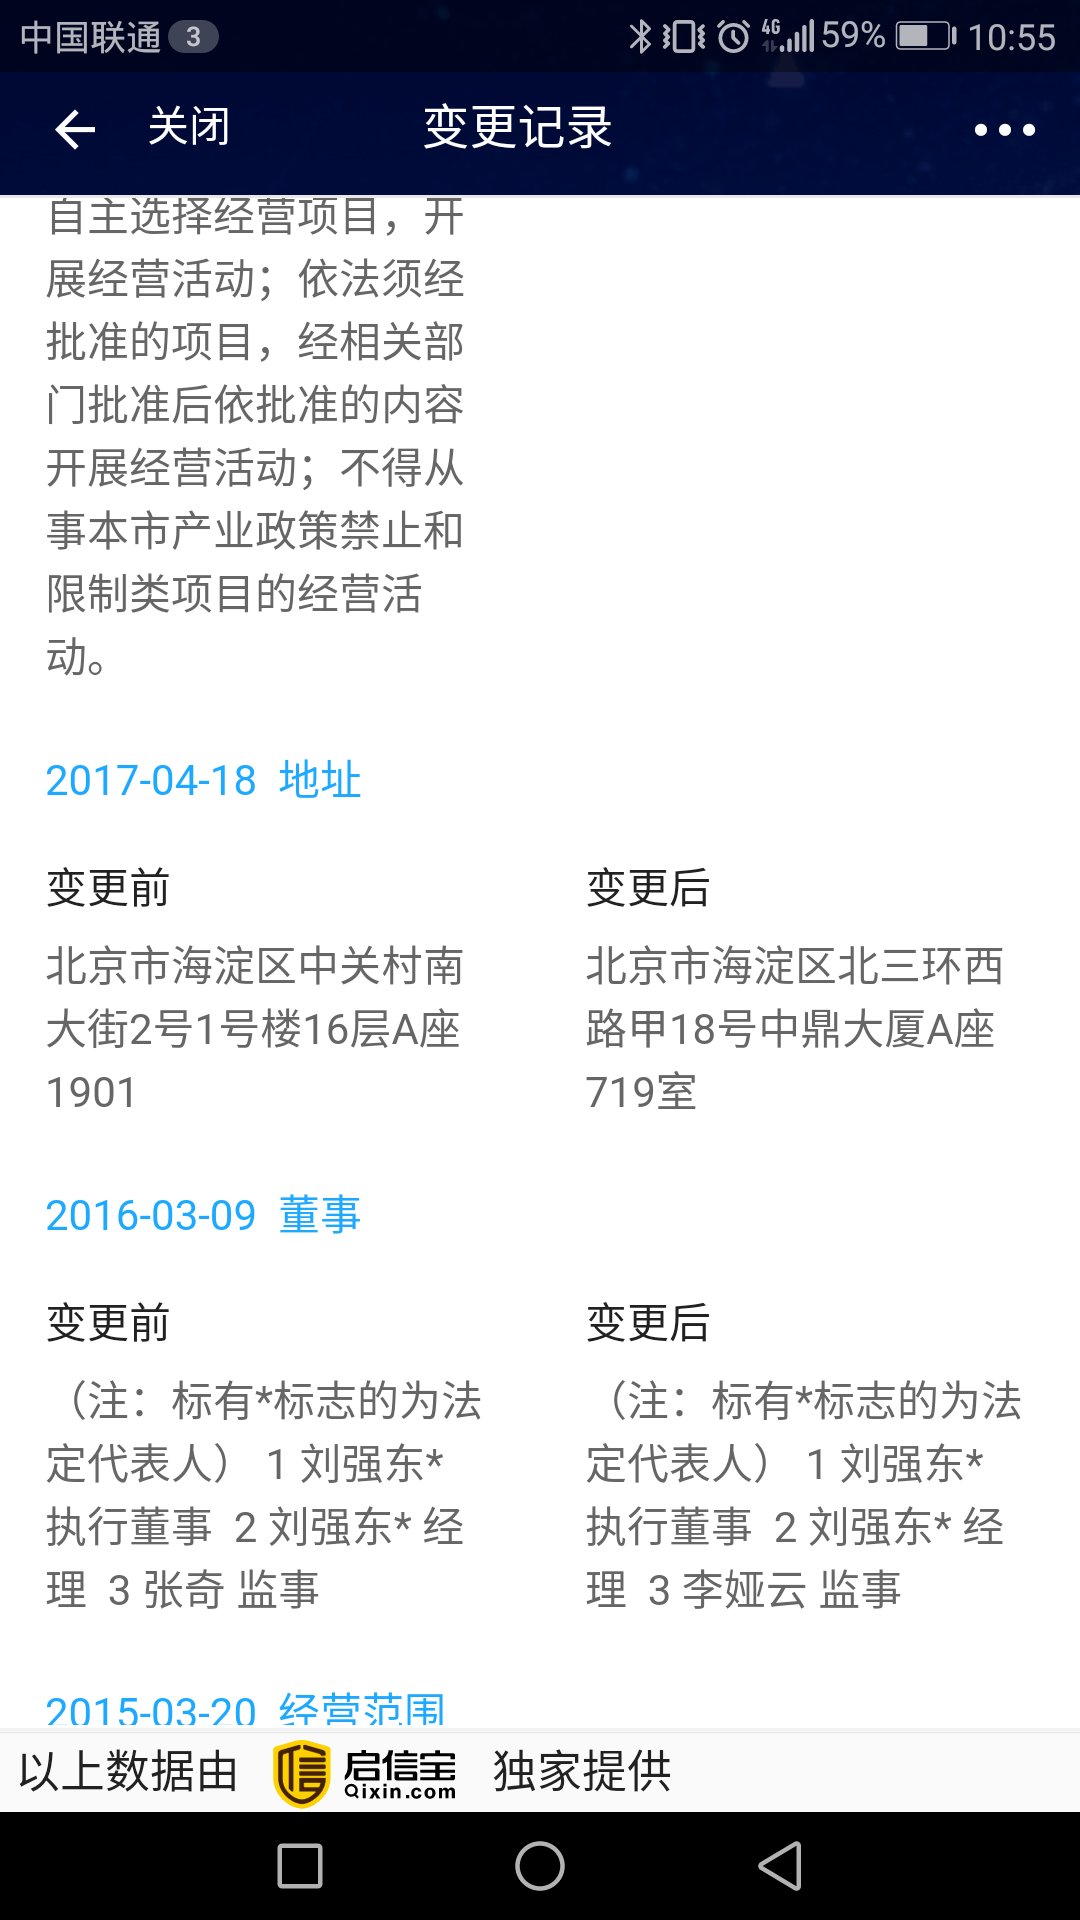 中国联通 3 4G 59% 10:55
关闭 变更记录
自主选择经营项目，开
展经营活动；依法须经
批准的项目，经相关部
门批准后依批准的内容
开展经营活动；不得从
事本市产业政策禁止和
限制类项目的经营活
动。
2017-04-18 地址
变更前
北京市海淀区中关村南
大街2号1号楼16层A座
1901
变更后
北京市海淀区北三环西
路甲18号中鼎大厦A座
719室
2016-03-09 董事
变更前
（注：标有*标志的为法
定代表人） 1 刘强东*
执行董事 2 刘强东* 经
理 3 张奇 监事
变更后
（注：标有*标志的为法
定代表人） 1 刘强东*
执行董事 2 刘强东* 经
理 3 李娅云 监事
2015-03-20 经营范围
以上数据由 启信宝 Qixin.com 独家提供